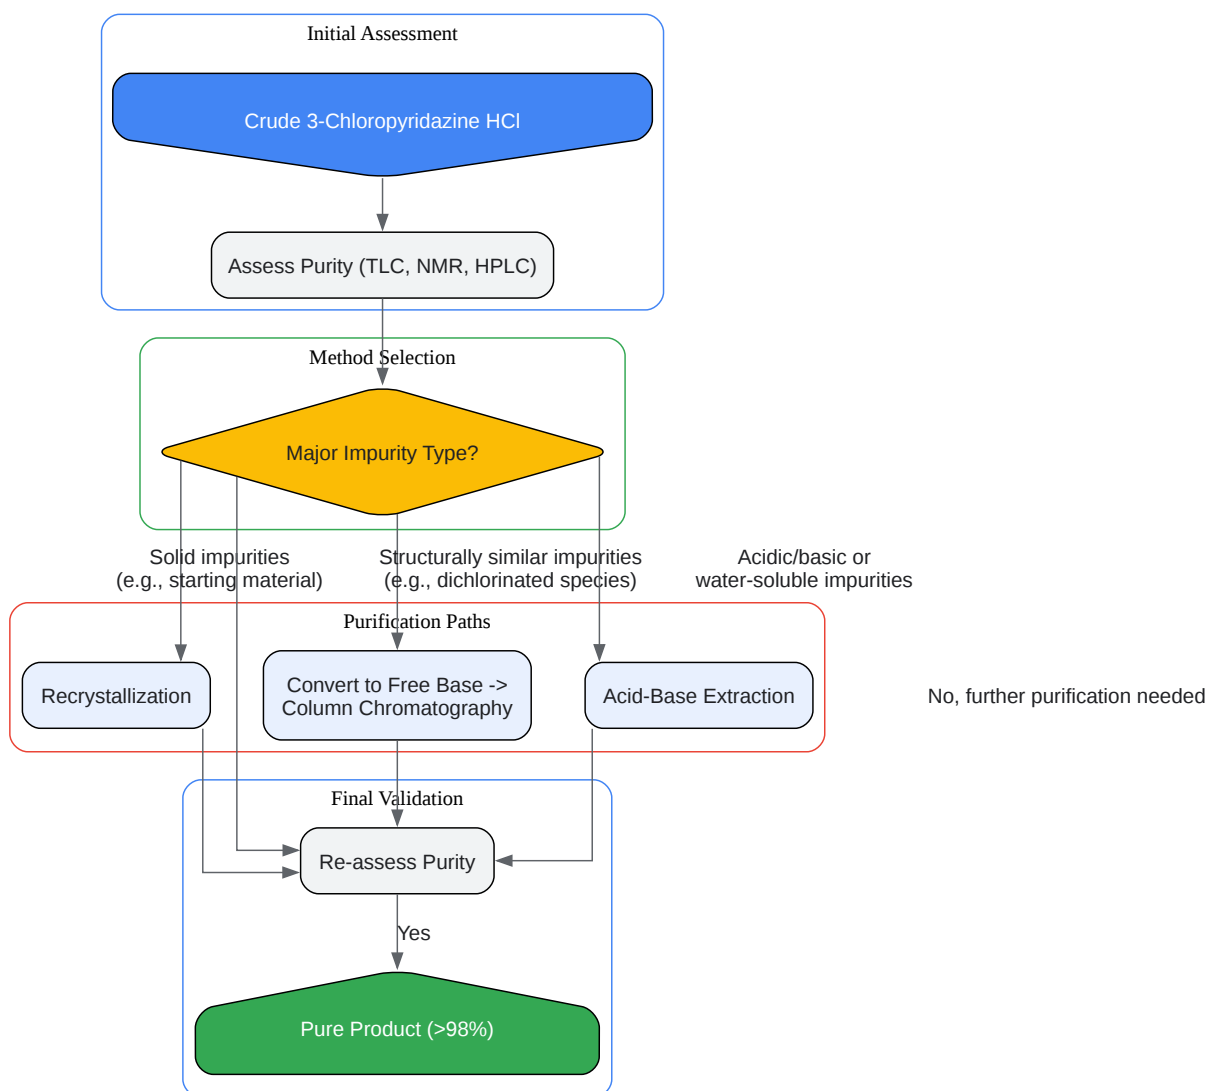 Initial Assessment
Crude 3-Chloropyridazine HCl
Assess Purity (TLC, NMR, HPLC)
Method Selection
Major Impurity Type?
Solid impurities
(e.g., starting material)
Structurally similar impurities
(e.g., dichlorinated species)
Acidic/basic or
water-soluble impurities
Purification Paths
Recrystallization
Convert to Free Base ->
Column Chromatography
Acid-Base Extraction
No, further purification needed
Final Validation
Re-assess Purity
Yes
Pure Product (>98%)